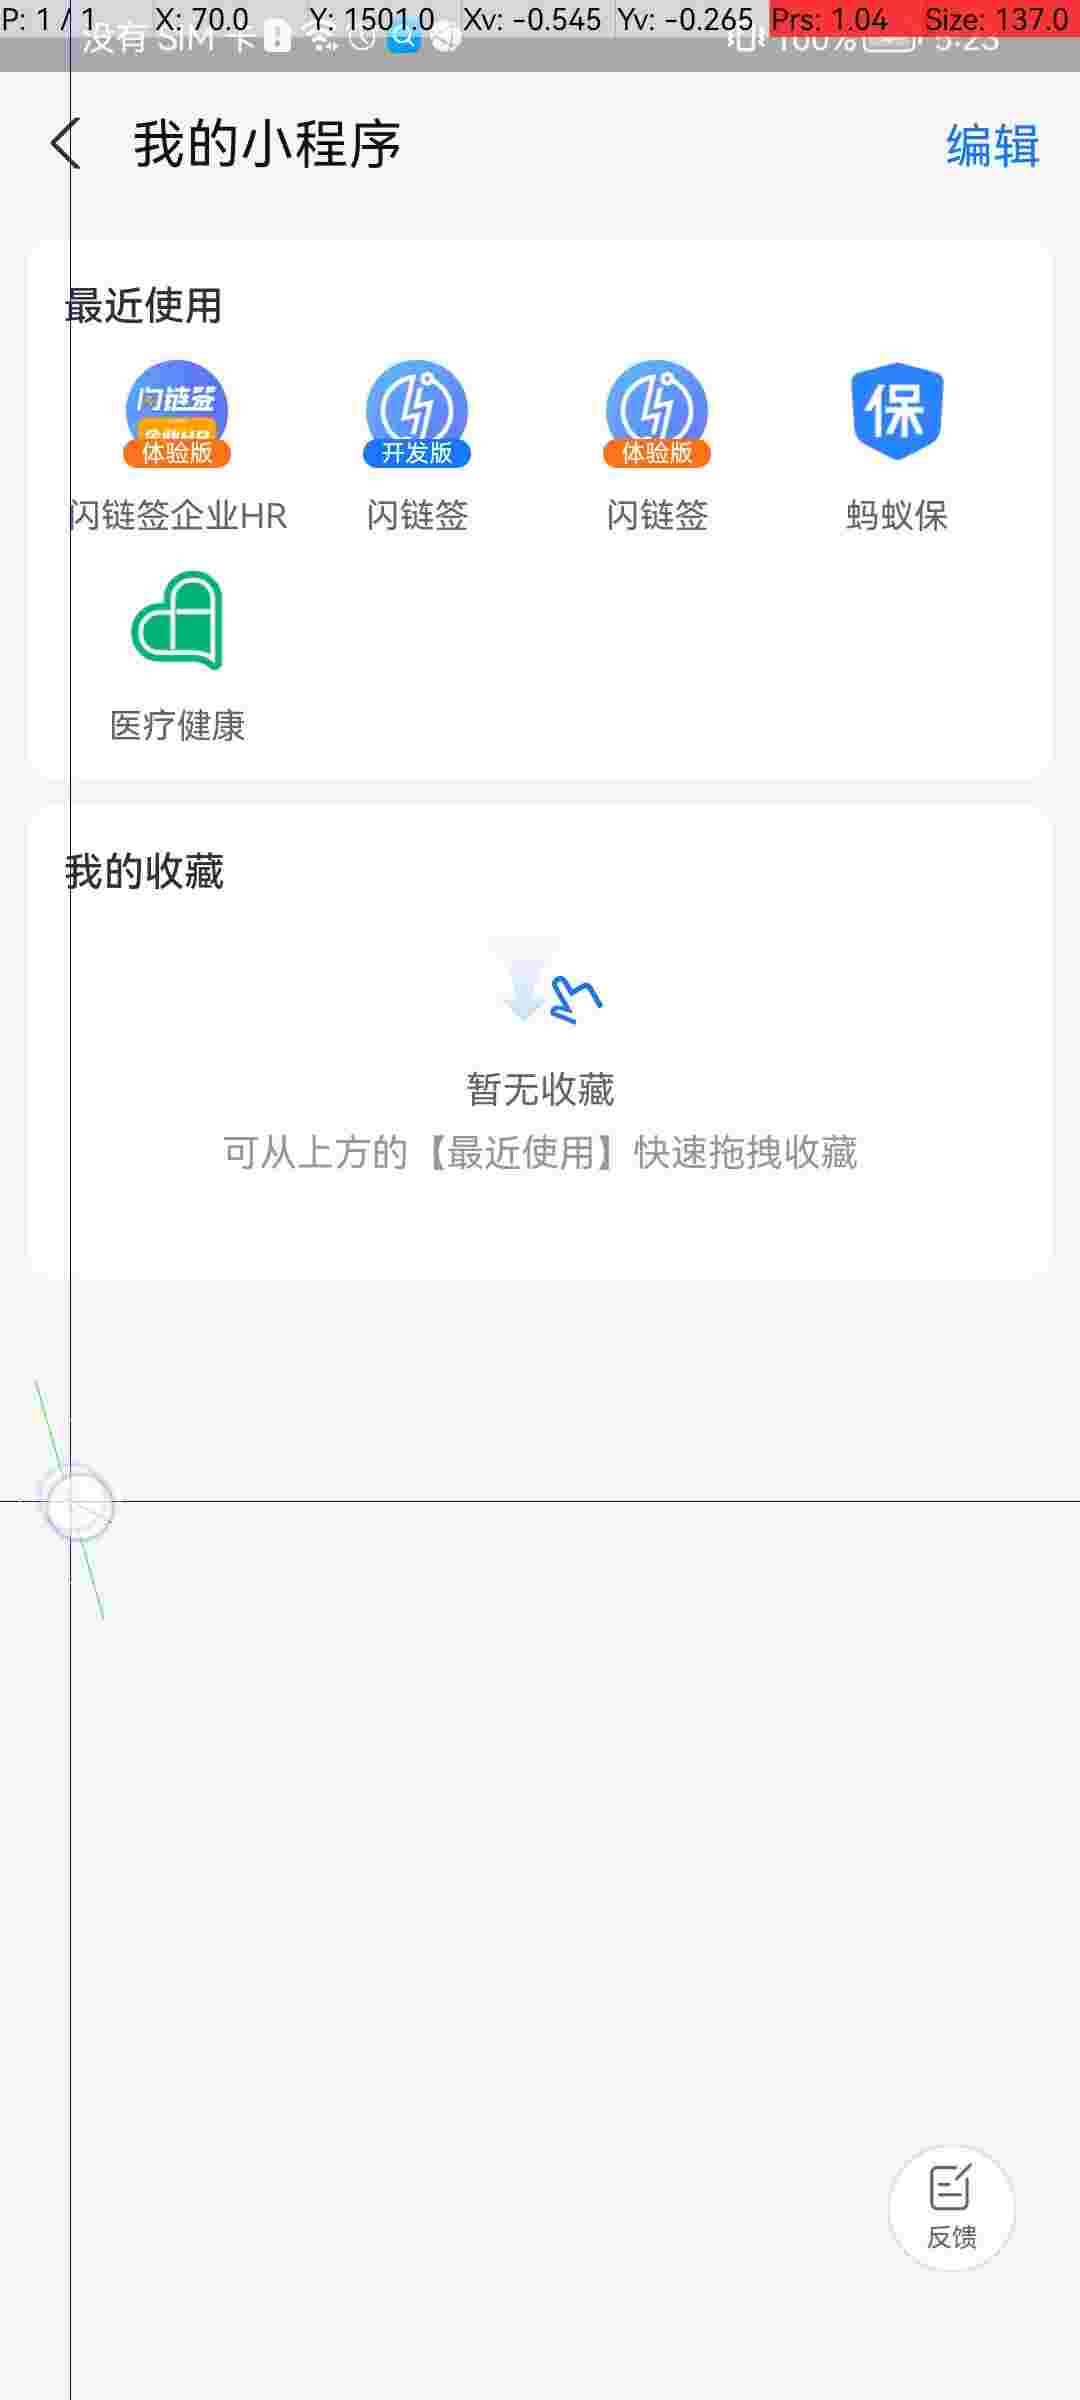 P: 1 / 1 X: 70.0 Y: 1501.0 Xv: -0.545 Yv: -0.265 Prs: 1.04 Size: 137.0
没有 SIM 卡 100% 5:23
我的小程序 编辑
最近使用
闪链签
体验版 开发版 体验版 保
闪链签企业HR 闪链签 闪链签 蚂蚁保
医疗健康
我的收藏
暂无收藏
可从上方的【最近使用】快速拖拽收藏
反馈